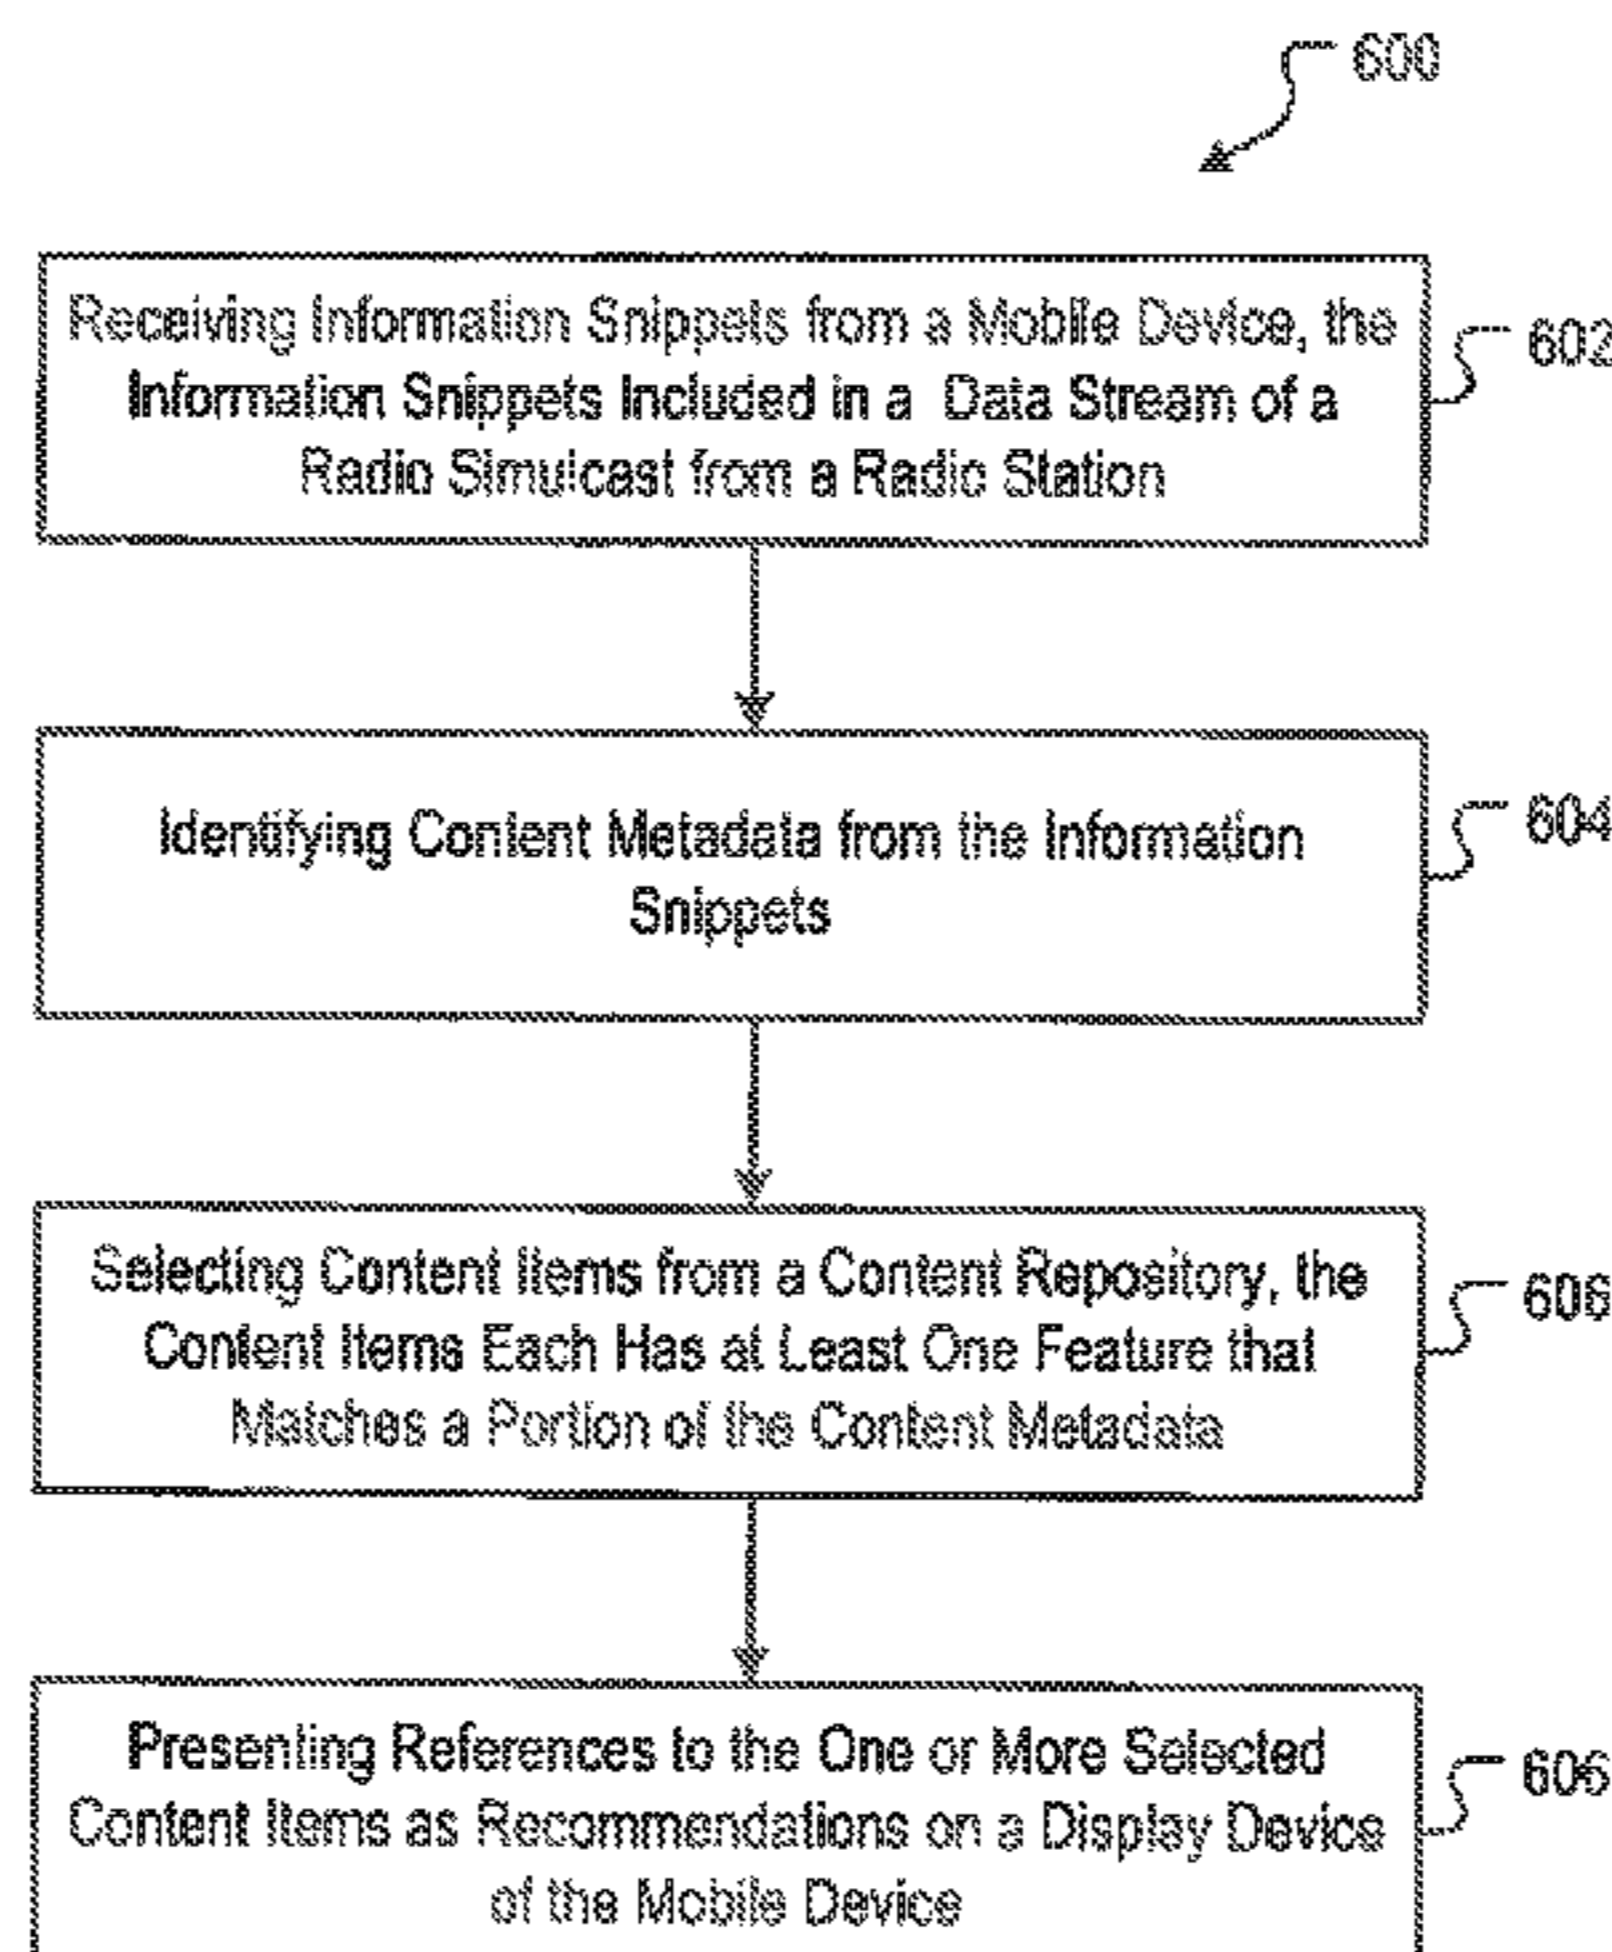 600
Receiving Information Snippets from a Mobile Device, the
Information Snippets Included in a Data Stream of a
Radio Simulcast from a Radio Station
602
Identifying Content Metadata from the Information
Snippets
604
Selecting Content Items from a Content Repository, the
Content Items Each Has at Least One Feature that
Matches a Portion of the Content Metadata
606
Presenting References to the One or More Selected
Content Items as Recommendations on a Display Device
of the Mobile Device
606